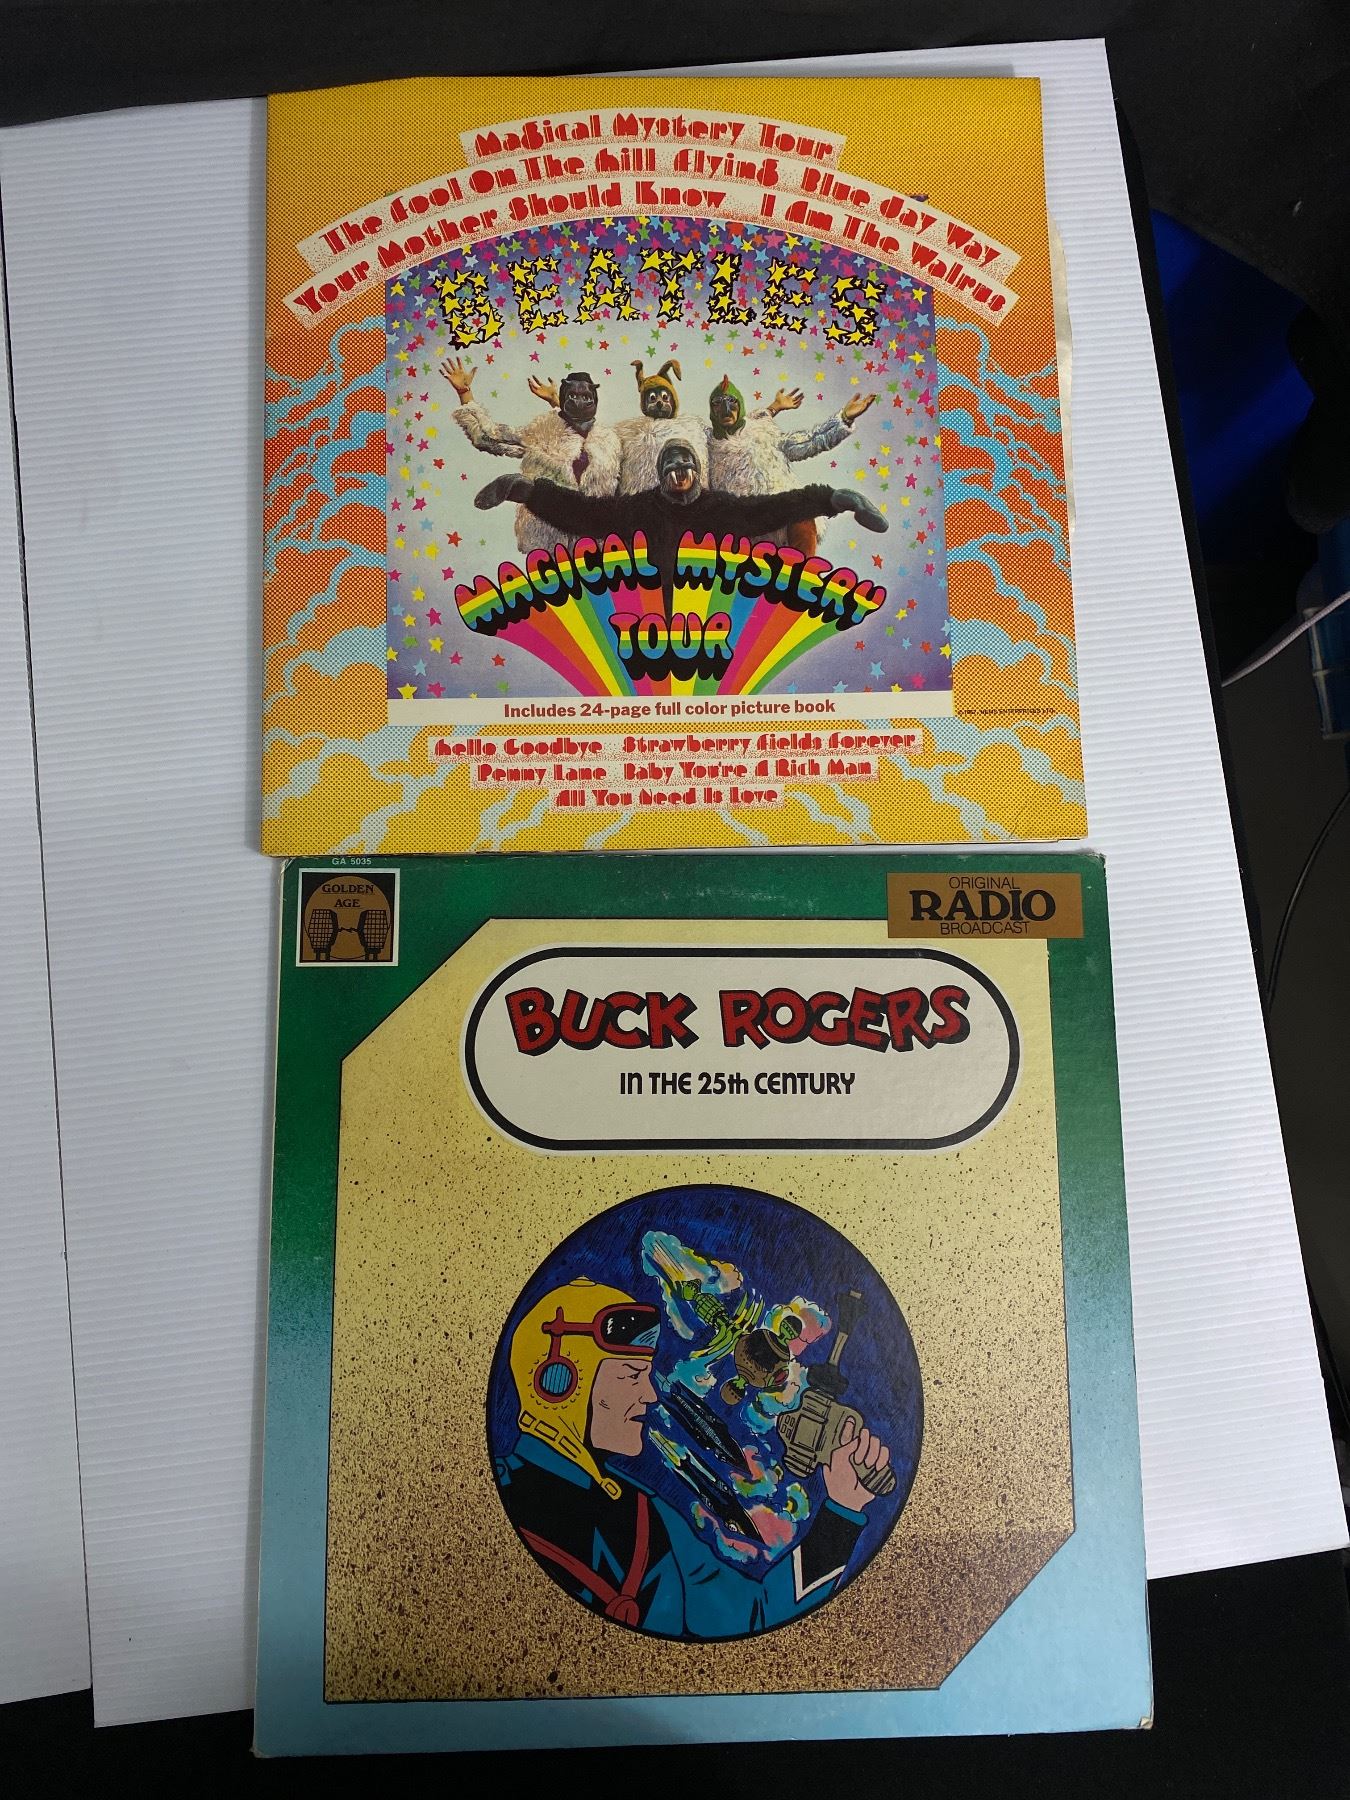 Magical Mystery Tour
The Fool On The Hill Flying Blue Jay Way
Your Mother Should Know I Am The Walrus
BEATLES
MAGICAL MYSTERY
TOUR
Includes 24-page full color picture book
Hello Goodbye Strawberry Fields Forever
Penny Lane Baby You're A Rich Man
All You Need Is Love
GA 5035
GOLDEN
AGE
ORIGINAL
RADIO
BROADCAST
BUCK ROGERS
IN THE 25th CENTURY